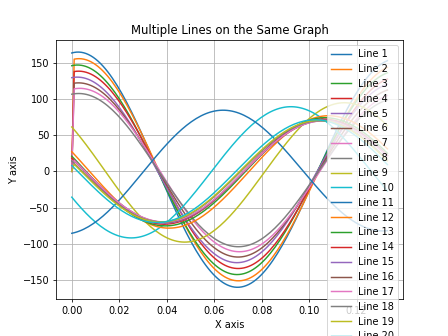 Multiple Lines on the Same Graph
Y axis
150
100
50
0
−50
−100
−150
0.00
0.02
0.04
0.06
0.08
0.10
X axis
Line 1
Line 2
Line 3
Line 4
Line 5
Line 6
Line 7
Line 8
Line 9
Line 10
Line 11
Line 12
Line 13
Line 14
Line 15
Line 16
Line 17
Line 18
Line 19
Line 20